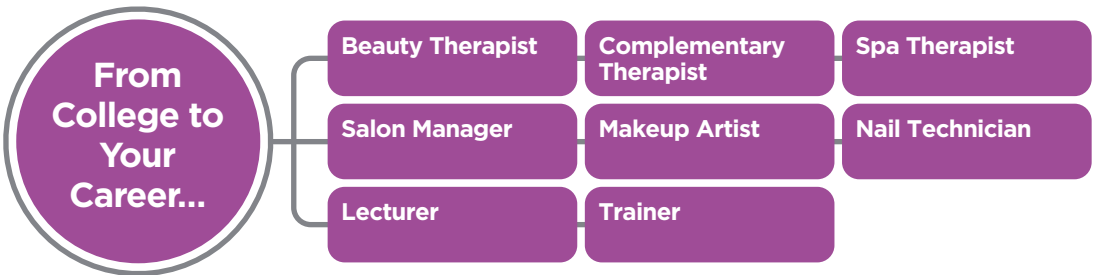 From
College to
Your
Career...
Beauty Therapist
Complementary
Therapist
Spa Therapist
Salon Manager
Makeup Artist
Nail Technician
Lecturer
Trainer